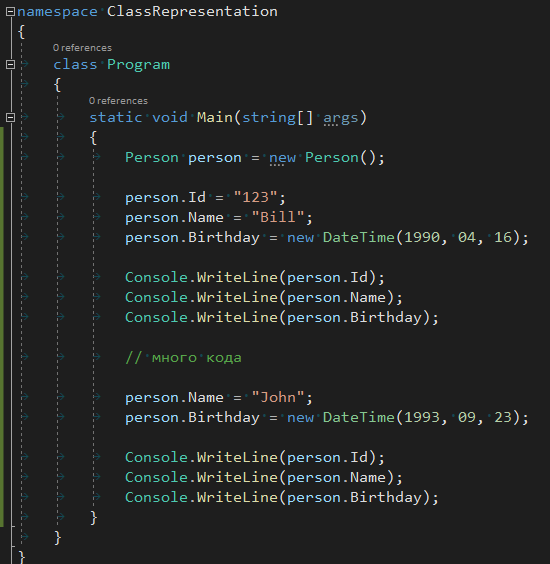 namespace ClassRepresentation
{
0 references
class Program
{
0 references
static void Main(string[] args)
{
Person person = new Person();
person.Id = "123";
person.Name = "Bill";
person.Birthday = new DateTime(1990, 04, 16);
Console.WriteLine(person.Id);
Console.WriteLine(person.Name);
Console.WriteLine(person.Birthday);
// много кода
person.Name = "John";
person.Birthday = new DateTime(1993, 09, 23);
Console.WriteLine(person.Id);
Console.WriteLine(person.Name);
Console.WriteLine(person.Birthday);
}
}
}